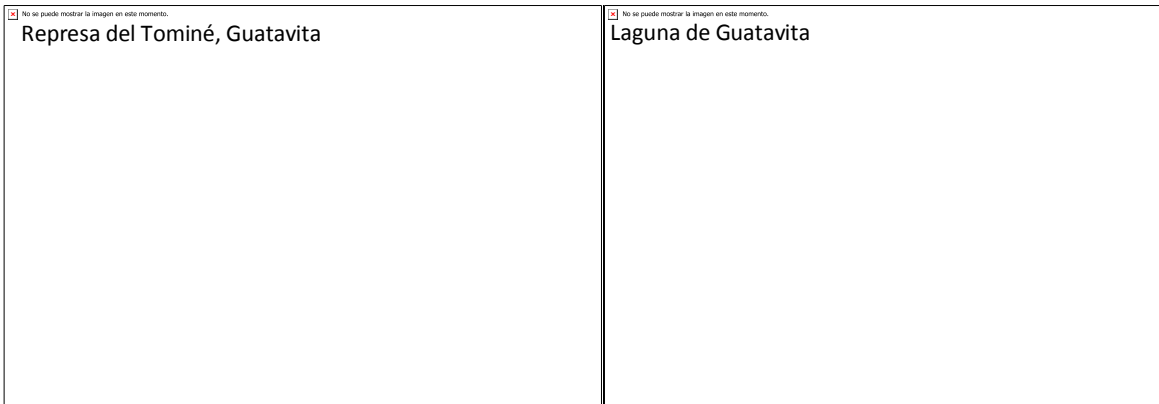 No se puede mostrar la imagen en este momento.
Represa del Tominé, Guatavita
No se puede mostrar la imagen en este momento.
Laguna de Guatavita